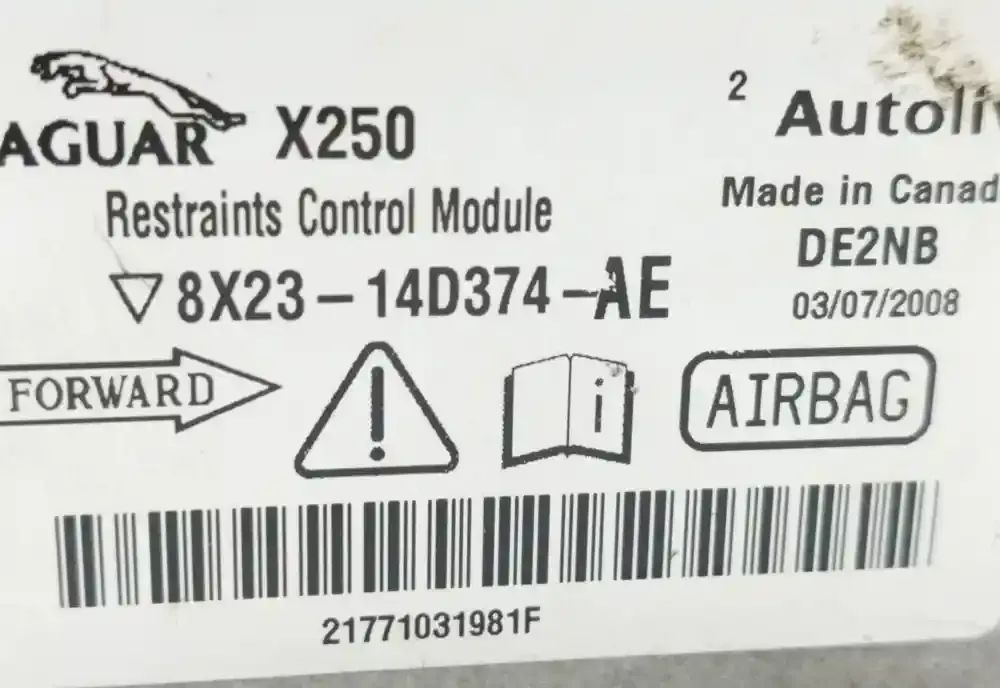 AGUAR X250
Restraints Control Module
8X23-14D374-AE
2 Autoliv
Made in Canad
DE2NB
03/07/2008
FORWARD
i
AIRBAG
21771031981F